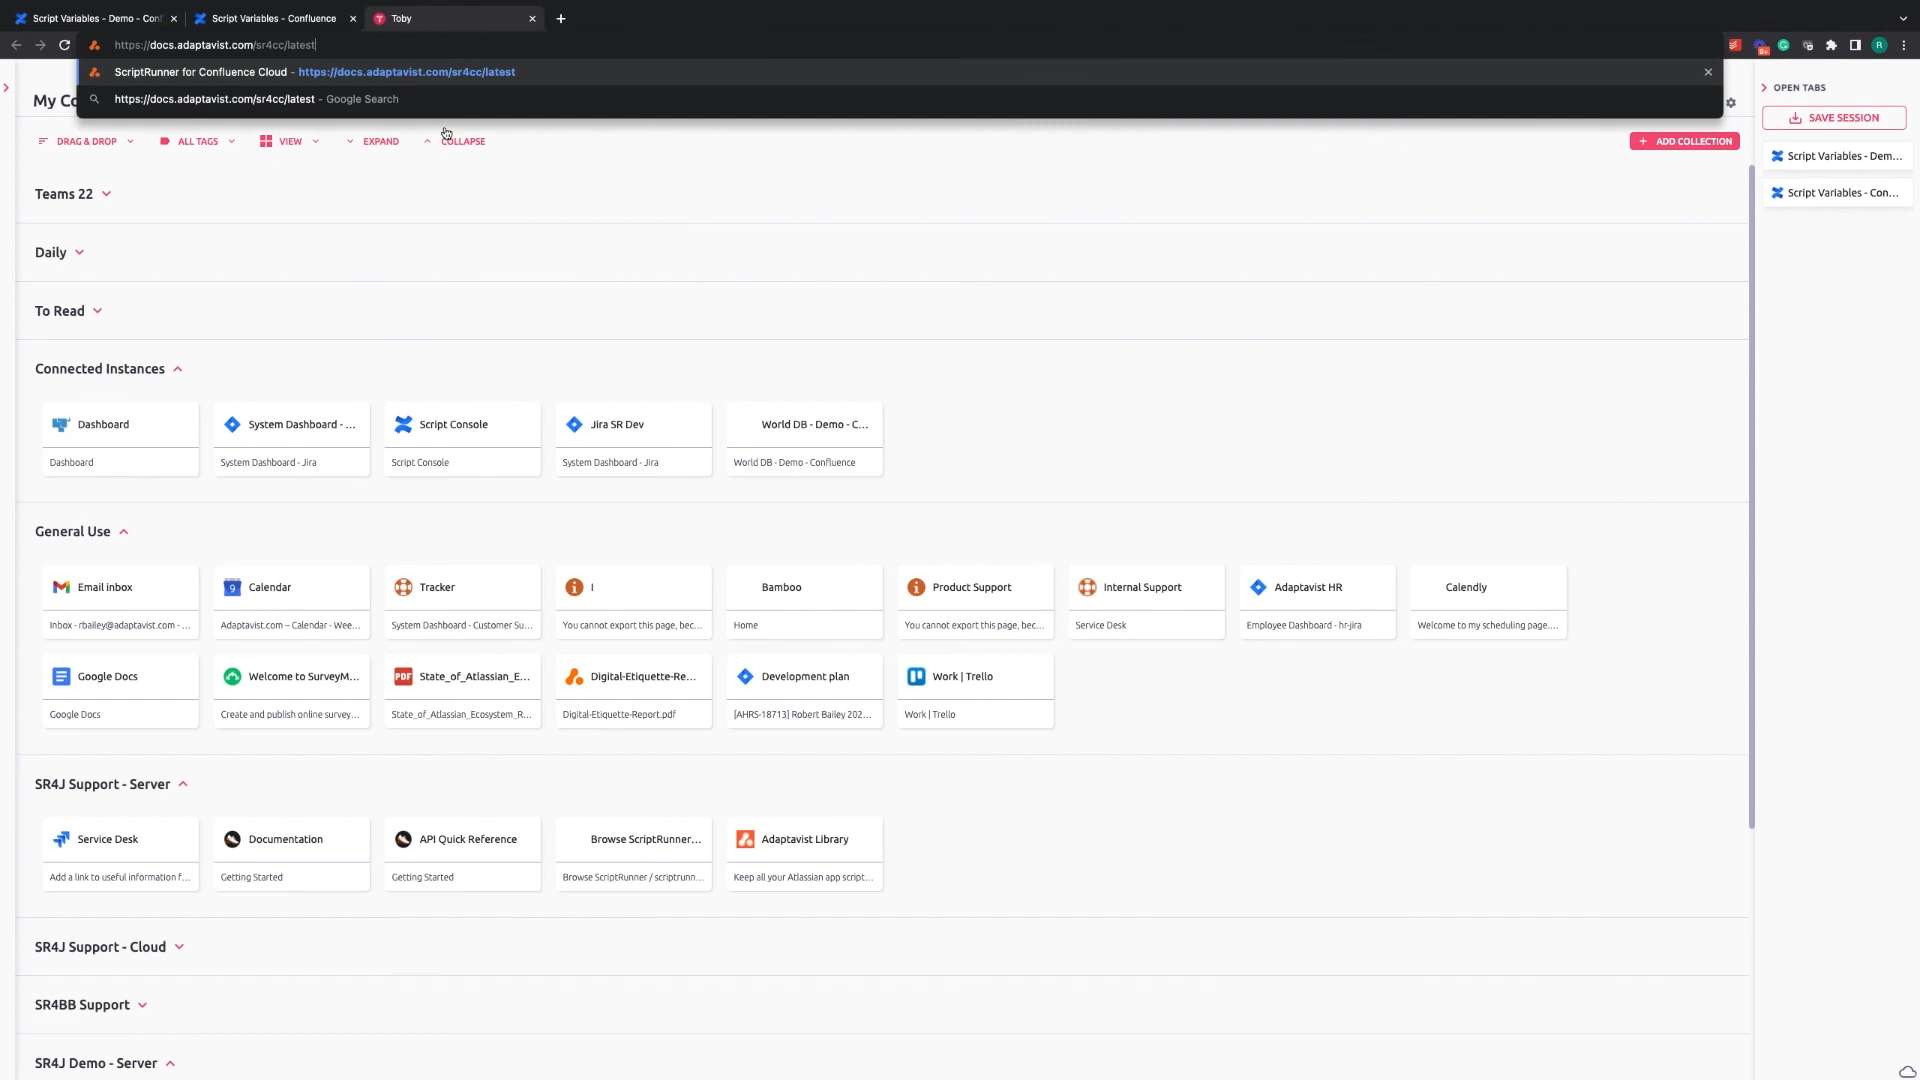 Script Variables - Demo - Conf
Script Variables - Confluence
Toby
https://docs.adaptavist.com/sr4cc/latest
R
ScriptRunner for Confluence Cloud - https://docs.adaptavist.com/sr4cc/latest
https://docs.adaptavist.com/sr4cc/latest - Google Search
My Co
OPEN TABS
SAVE SESSION
Script Variables - Dem...
Script Variables - Con...
DRAG & DROP
ALL TAGS
VIEW
EXPAND
COLLAPSE
ADD COLLECTION
Teams 22
Daily
To Read
Connected Instances
Dashboard
System Dashboard - ...
Script Console
Jira SR Dev
World DB - Demo - C...
Dashboard
System Dashboard - Jira
Script Console
System Dashboard - Jira
World DB - Demo - Confluence
General Use
Email inbox
9
Calendar
Tracker
I
Bamboo
Product Support
Internal Support
Adaptavist HR
Calendly
Inbox - rbailey@adaptavist.com - ...
Adaptavist.com – Calendar - Wee...
System Dashboard - Customer Su...
You cannot export this page, bec...
Home
You cannot export this page, bec...
Service Desk
Employee Dashboard - hr-jira
Welcome to my scheduling page....
Google Docs
Welcome to SurveyM...
PDF
State_of_Atlassian_E...
Digital-Etiquette-Re...
Development plan
Work | Trello
Google Docs
Create and publish online survey...
State_of_Atlassian_Ecosystem_R...
Digital-Etiquette-Report.pdf
[AHRS-18713] Robert Bailey 202...
Work | Trello
SR4J Support - Server
Service Desk
Documentation
API Quick Reference
Browse ScriptRunner...
Adaptavist Library
Add a link to useful information f...
Getting Started
Getting Started
Browse ScriptRunner / scriptrunn...
Keep all your Atlassian app script...
SR4J Support - Cloud
SR4BB Support
SR4J Demo - Server